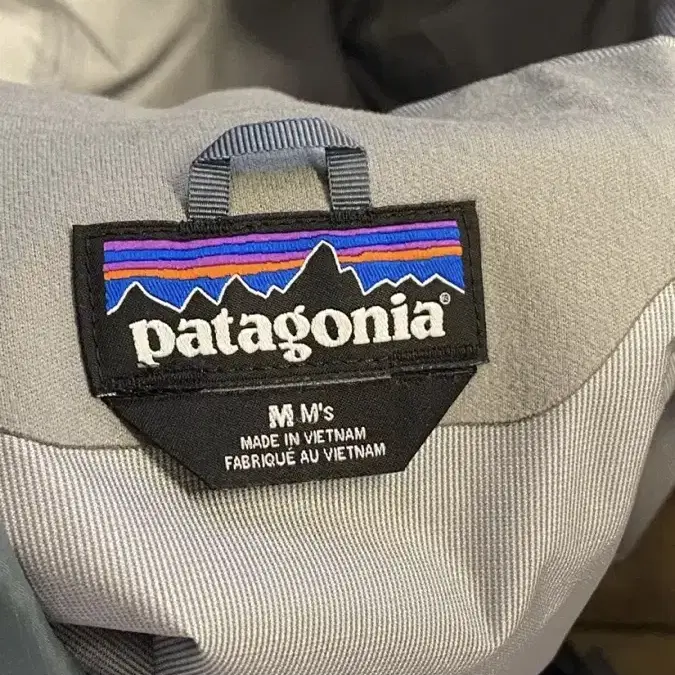 patagonia®
M M's
MADE IN VIETNAM
FABRIQUÉ AU VIETNAM